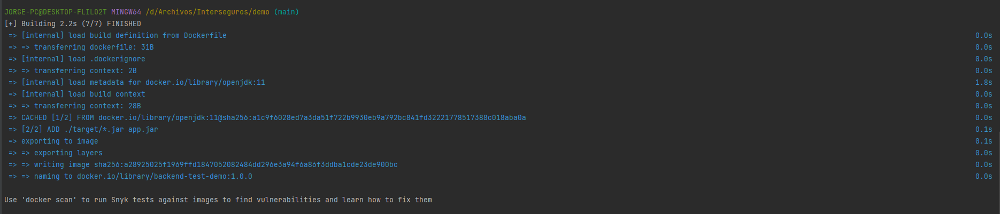 JORGE-PC@DESKTOP-FLILO2T MINGW64 /d/Archivos/Interseguros/demo (main)
[+] Building 2.2s (7/7) FINISHED
=> [internal] load build definition from Dockerfile 0.0s
=> => transferring dockerfile: 31B 0.0s
=> [internal] load .dockerignore 0.0s
=> => transferring context: 2B 0.0s
=> [internal] load metadata for docker.io/library/openjdk:11 1.8s
=> [internal] load build context 0.0s
=> => transferring context: 28B 0.0s
=> CACHED [1/2] FROM docker.io/library/openjdk:11@sha256:a1c9f6028ed7a3da51f722b9930eb9a792bc841fd32221778517388c018aba0a 0.0s
=> [2/2] ADD ./target/*.jar app.jar 0.1s
=> exporting to image 0.1s
=> => exporting layers 0.0s
=> => writing image sha256:a28925025f1969ffd1847052082484dd296e3a94f6a86f3ddba1cde23de900bc 0.0s
=> => naming to docker.io/library/backend-test-demo:1.0.0 0.0s
Use 'docker scan' to run Snyk tests against images to find vulnerabilities and learn how to fix them